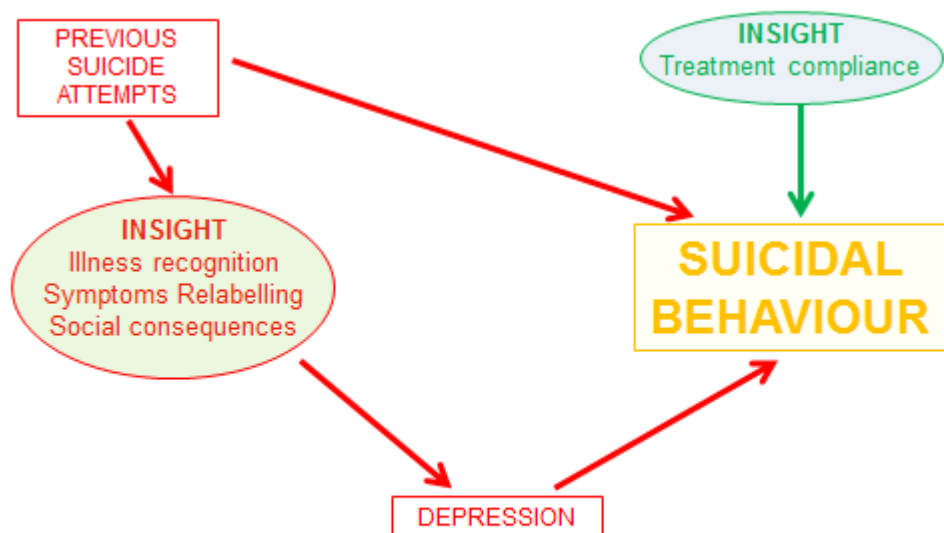 PREVIOUS
SUICIDE
ATTEMPTS
INSIGHT
Treatment compliance
INSIGHT
Illness recognition
Symptoms Relabelling
Social consequences
SUICIDAL
BEHAVIOUR
DEPRESSION